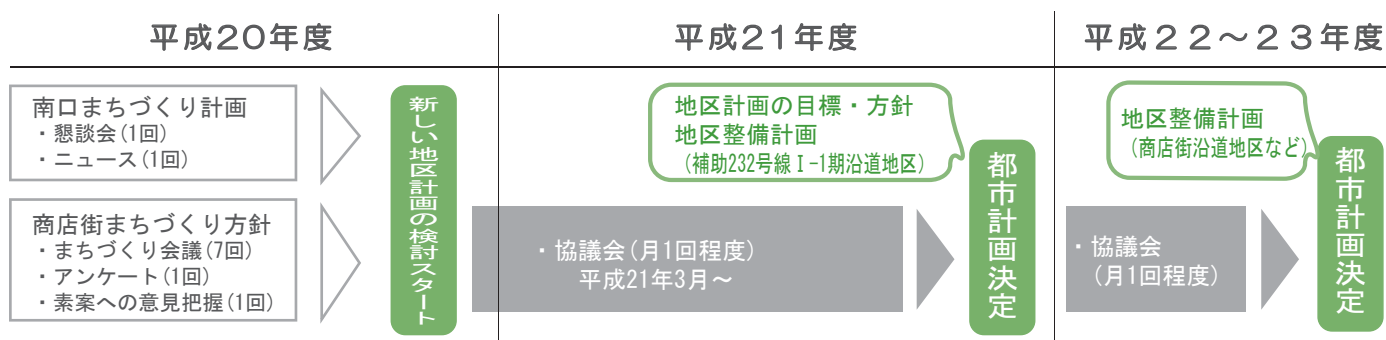 平成20年度
南口まちづくり計画
・懇談会(1回)
・ニュース(1回)
商店街まちづくり方針
・まちづくり会議(7回)
・アンケート(1回)
・素案への意見把握(1回)
新しい地区計画の検討スタート
平成21年度
地区計画の目標・方針
地区整備計画
(補助232号線Ⅰ-1期沿道地区)
・協議会(月1回程度)
平成21年3月～
都市計画決定
平成２２～２３年度
地区整備計画
(商店街沿道地区など)
・協議会
(月1回程度)
都市計画決定